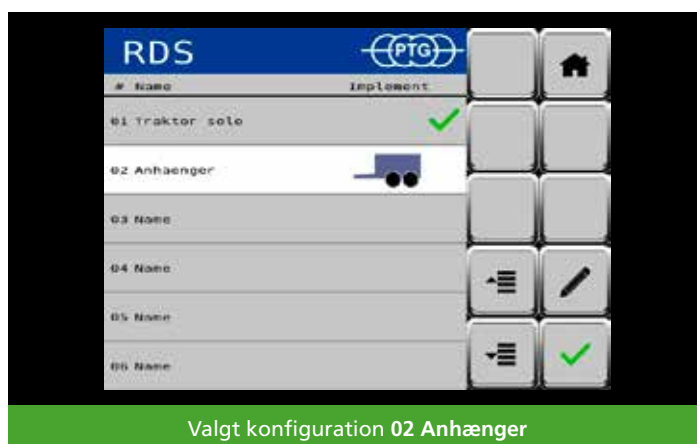 RDS PTG
# Name Implement
01 Traktor solo
02 Anhaenger
03 Name
04 Name
05 Name
06 Name
Valgt konfiguration 02 Anhænger